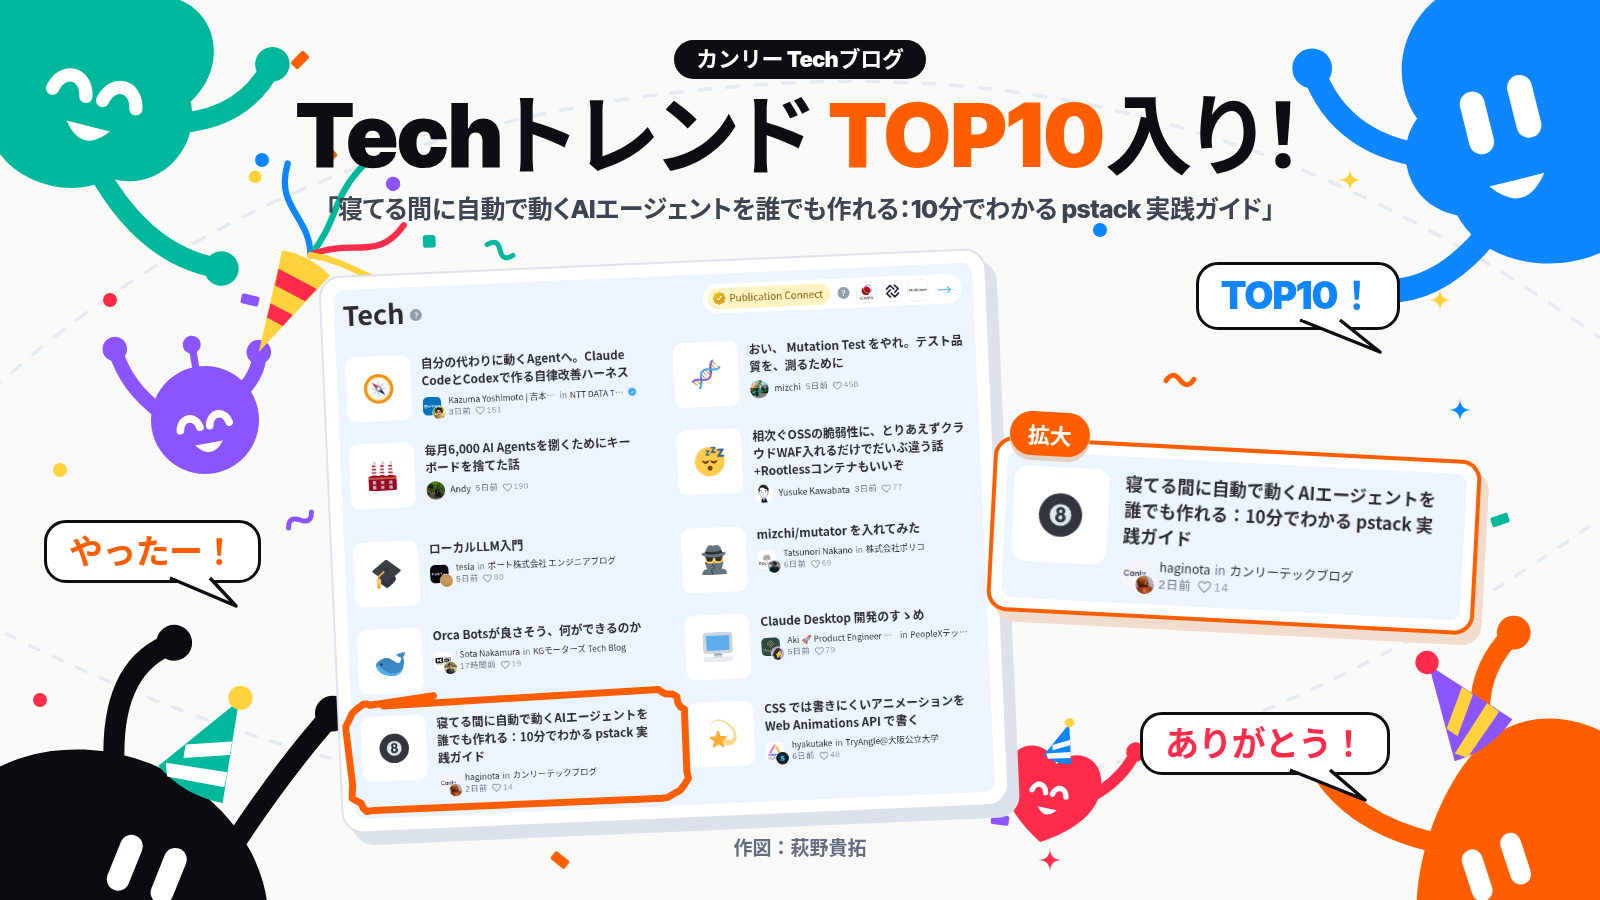 カンリー Techブログ
Techトレンド TOP10 入り！
「寝てる間に自動で動くAIエージェントを誰でも作れる：10分でわかる pstack 実践ガイド」
Tech
Publication Connect
自分の代わりに動くAgentへ。Claude
CodeとCodexで作る自律改善ハーネス
Kazuma Yoshimoto | 吉本… in NTT DATA T…
3日前 151
毎月6,000 AI Agentsを捌くためにキー
ボードを捨てた話
Andy 5日前 190
ローカルLLM入門
tesla in ポート株式会社 エンジニアブログ
5日前 80
Orca Botsが良さそう、何ができるのか
Sota Nakamura in KGモーターズ Tech Blog
17時間前 19
寝てる間に自動で動くAIエージェントを
誰でも作れる：10分でわかる pstack 実
践ガイド
haginota in カンリーテックブログ
2日前 14
おい、 Mutation Test をやれ。テスト品
質を、測るために
mizchi 5日前 458
相次ぐOSSの脆弱性に、とりあえずクラ
ウドWAF入れるだけでだいぶ違う話
+Rootlessコンテナもいいぞ
Yusuke Kawabata 3日前 77
mizchi/mutator を入れてみた
Tatsunori Nakano in 株式会社ポリコ
6日前 69
Claude Desktop 開発のすゝめ
Aki 🚀 Product Engineer … in PeopleXテッ…
5日前 79
CSS では書きにくいアニメーションを
Web Animations API で書く
hyakutake in TryAngle@大阪公立大学
6日前 48
TOP10！
拡大
寝てる間に自動で動くAIエージェントを
誰でも作れる：10分でわかる pstack 実
践ガイド
haginota in カンリーテックブログ
2日前 14
やったー！
ありがとう！
作図：萩野貴拓